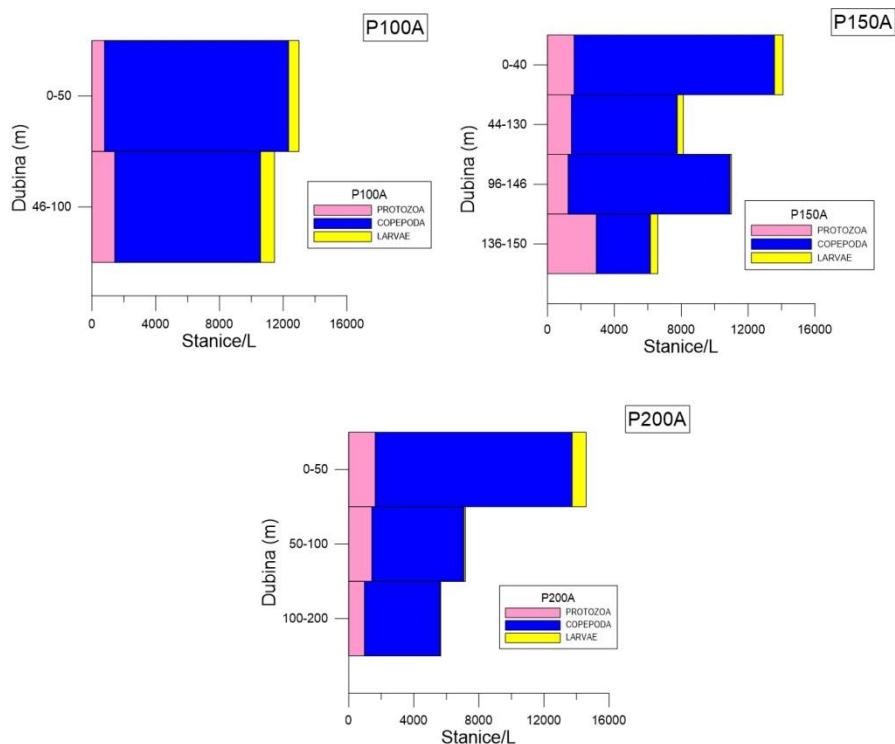 P100A
Dubina (m)
0-50
46-100
P100A
PROTOZOA
COPEPODA
LARVAE
0 4000 8000 12000 16000
Stanice/L
P150A
Dubina (m)
0-40
44-130
96-146
136-150
P150A
PROTOZOA
COPEPODA
LARVAE
0 4000 8000 12000 16000
Stanice/L
P200A
Dubina (m)
0-50
50-100
100-200
P200A
PROTOZOA
COPEPODA
LARVAE
0 4000 8000 12000 16000
Stanice/L